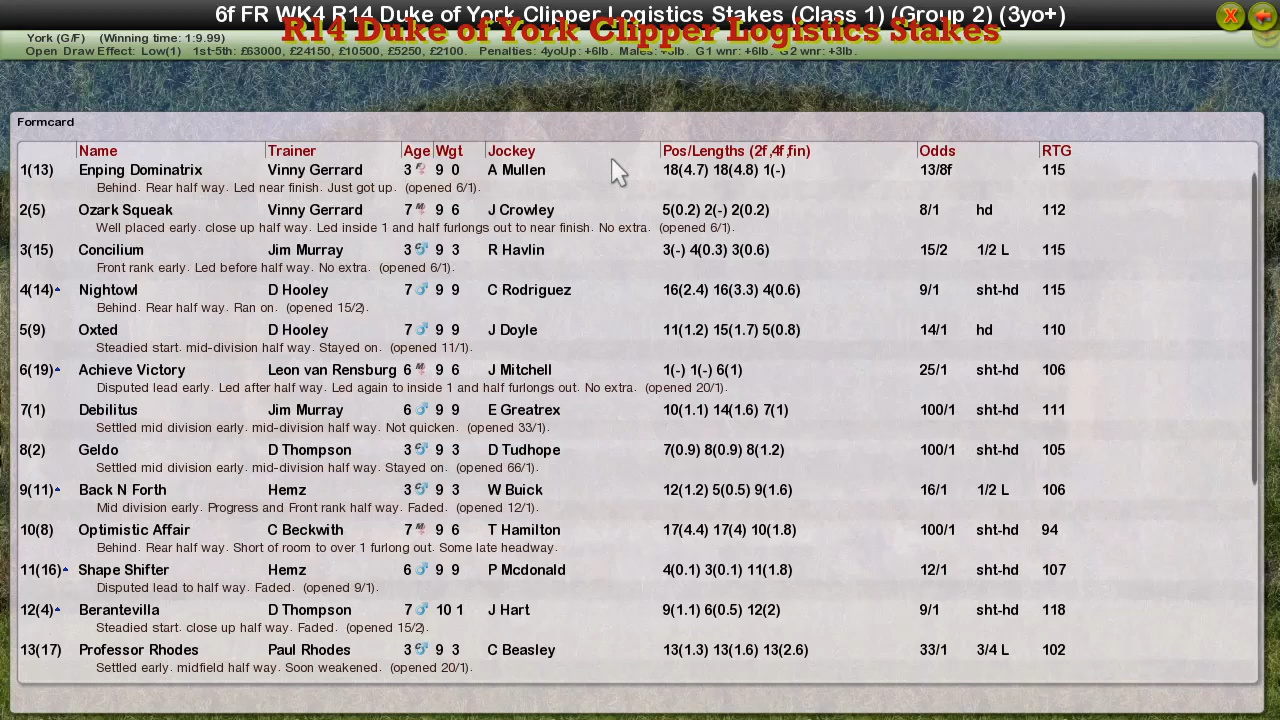 6f FR WK4 R14 Duke of York Clipper Logistics Stakes (Class 1) (Group 2) (3yo+)
R14 Duke of York Clipper Logistics Stakes
York (G/F) (Winning time: 1:9.99)
Open Draw Effect: Low(1) 1st-5th: £63000, £24150, £10500, £5250, £2100. Penalties: 4yoUp: +6lb. Males: +3lb. G1 wnr: +6lb. G2 wnr: +3lb.
Formcard
Name Trainer Age Wgt Jockey Pos/Lengths (2f,4f,fin) Odds RTG
1(13) Enping Dominatrix Vinny Gerrard 3 9 0 A Mullen 18(4.7) 18(4.8) 1(-) 13/8f 115
Behind. Rear half way. Led near finish. Just got up. (opened 6/1).
2(5) Ozark Squeak Vinny Gerrard 7 9 6 J Crowley 5(0.2) 2(-) 2(0.2) 8/1 hd 112
Well placed early. close up half way. Led inside 1 and half furlongs out to near finish. No extra. (opened 6/1).
3(15) Concilium Jim Murray 3 9 3 R Havlin 3(-) 4(0.3) 3(0.6) 15/2 1/2 L 115
Front rank early. Led before half way. No extra. (opened 6/1).
4(14) Nightowl D Hooley 7 9 9 C Rodriguez 16(2.4) 16(3.3) 4(0.6) 9/1 sht-hd 115
Behind. Rear half way. Ran on. (opened 15/2).
5(9) Oxted D Hooley 7 9 9 J Doyle 11(1.2) 15(1.7) 5(0.8) 14/1 hd 110
Steadied start. mid-division half way. Stayed on. (opened 11/1).
6(19) Achieve Victory Leon van Rensburg 6 9 6 J Mitchell 1(-) 1(-) 6(1) 25/1 sht-hd 106
Disputed lead early. Led after half way. Led again to inside 1 and half furlongs out. No extra. (opened 20/1).
7(1) Debilitus Jim Murray 6 9 9 E Greatrex 10(1.1) 14(1.6) 7(1) 100/1 sht-hd 111
Settled mid division early. mid-division half way. Not quicken. (opened 33/1).
8(2) Geldo D Thompson 3 9 3 D Tudhope 7(0.9) 8(0.9) 8(1.2) 100/1 sht-hd 105
Settled mid division early. mid-division half way. Stayed on. (opened 66/1).
9(11) Back N Forth Hemz 3 9 3 W Buick 12(1.2) 5(0.5) 9(1.6) 16/1 1/2 L 106
Mid division early. Progress and Front rank half way. Faded. (opened 12/1).
10(8) Optimistic Affair C Beckwith 7 9 6 T Hamilton 17(4.4) 17(4) 10(1.8) 100/1 sht-hd 94
Behind. Rear half way. Short of room to over 1 furlong out. Some late headway.
11(16) Shape Shifter Hemz 6 9 9 P Mcdonald 4(0.1) 3(0.1) 11(1.8) 12/1 sht-hd 107
Disputed lead to half way. Faded. (opened 9/1).
12(4) Berantevilla D Thompson 7 10 1 J Hart 9(1.1) 6(0.5) 12(2) 9/1 sht-hd 118
Steadied start. close up half way. Faded. (opened 15/2).
13(17) Professor Rhodes Paul Rhodes 3 9 3 C Beasley 13(1.3) 13(1.6) 13(2.6) 33/1 3/4 L 102
Settled early. midfield half way. Soon weakened. (opened 20/1).